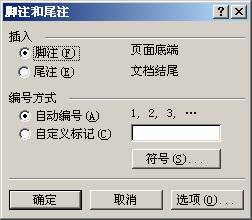 脚注和尾注
插入
脚注(F) 页面底端
尾注(E) 文档结尾
编号方式
自动编号(A) 1, 2, 3, …
自定义标记(C)
符号(S)...
确定 取消 选项(O)...